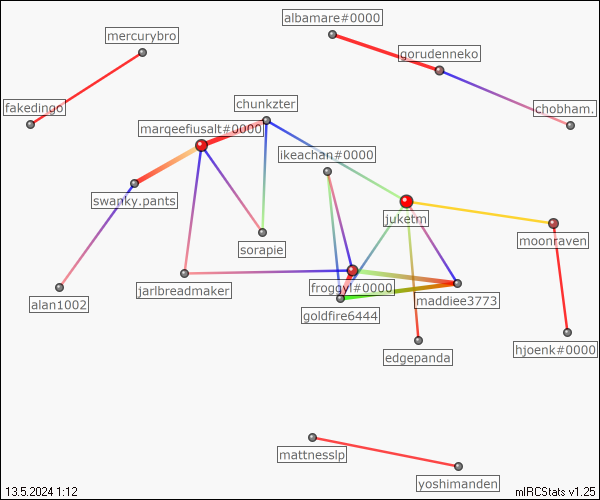 albamare#0000
mercurybro
gorudenneko
chunkzter
fakedingo
chobham.
marqeefiusalt#0000
ikeachan#0000
swanky.pants
juketm
moonraven
sorapie
jarlbreadmaker
froggyf#0000
alan1002
maddiee3773
goldfire6444
hjoenk#0000
edgepanda
mattnesslp
yoshimanden
13.5.2024 1:12
mIRCStats v1.25